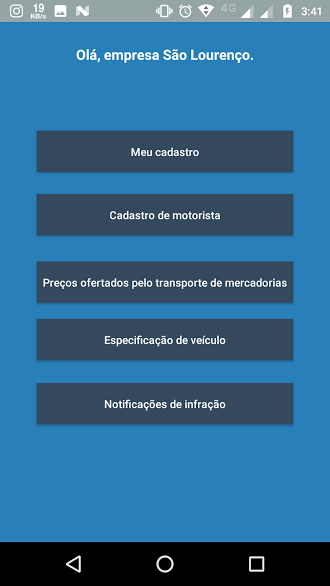 19
KB/s
4G
3:41
Olá, empresa São Lourenço.
Meu cadastro
Cadastro de motorista
Preços ofertados pelo transporte de mercadorias
Especificação de veículo
Notificações de infração